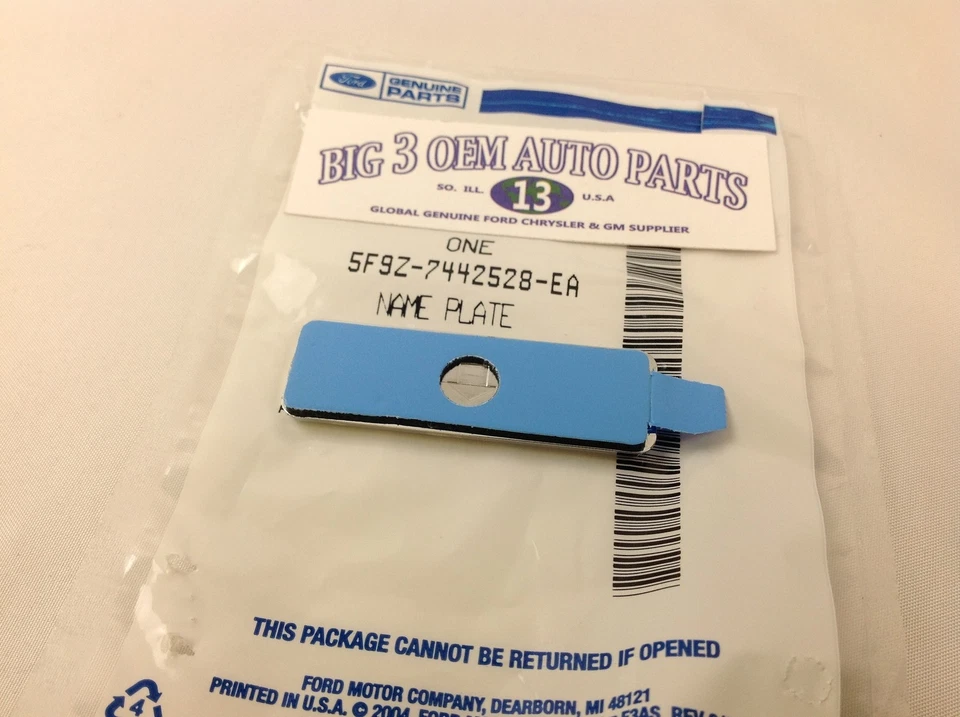 Ford GENUINE PARTS
BIG 3 OEM AUTO PARTS
SO. ILL. 13 U.S.A
GLOBAL GENUINE FORD CHRYSLER & GM SUPPLIER
ONE
5F9Z-7442528-EA
NAME PLATE
THIS PACKAGE CANNOT BE RETURNED IF OPENED
FORD MOTOR COMPANY, DEARBORN, MI 48121
PRINTED IN U.S.A. © 2004, FORD
4